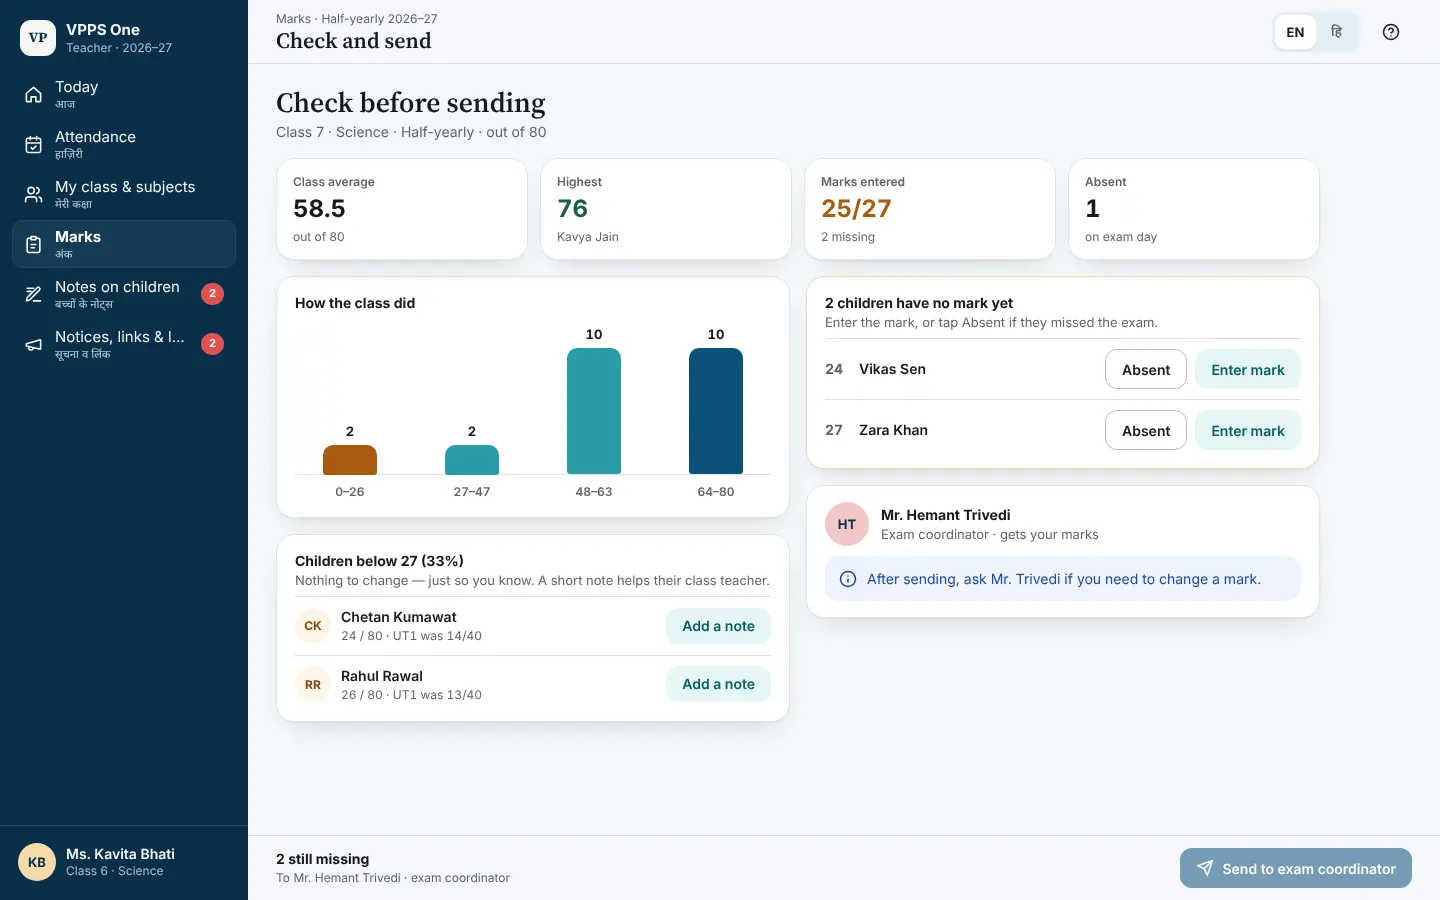 VP
VPPS One
Teacher · 2026–27
Today
आज
Attendance
हाज़िरी
My class & subjects
मेरी कक्षा
Marks
अंक
Notes on children
बच्चों के नोट्स
2
Notices, links & l...
सूचना व लिंक
2
KB
Ms. Kavita Bhati
Class 6 · Science
Marks · Half-yearly 2026–27
Check and send
EN
हि
Check before sending
Class 7 · Science · Half-yearly · out of 80
Class average
58.5
out of 80
Highest
76
Kavya Jain
Marks entered
25/27
2 missing
Absent
1
on exam day
How the class did
2
2
10
10
0–26
27–47
48–63
64–80
Children below 27 (33%)
Nothing to change — just so you know. A short note helps their class teacher.
CK
Chetan Kumawat
24 / 80 · UT1 was 14/40
Add a note
RR
Rahul Rawal
26 / 80 · UT1 was 13/40
Add a note
2 children have no mark yet
Enter the mark, or tap Absent if they missed the exam.
24 Vikas Sen
Absent
Enter mark
27 Zara Khan
Absent
Enter mark
HT
Mr. Hemant Trivedi
Exam coordinator · gets your marks
After sending, ask Mr. Trivedi if you need to change a mark.
2 still missing
To Mr. Hemant Trivedi · exam coordinator
Send to exam coordinator